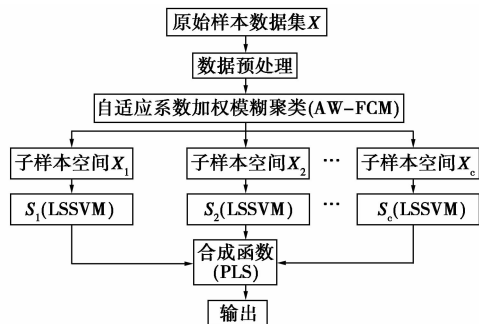 原始样本数据集X
数据预处理
自适应系数加权模糊聚类(AW-FCM)
子样本空间X₁
子样本空间X₂
…
子样本空间X꜀
S₁(LSSVM)
S₂(LSSVM)
…
S꜀(LSSVM)
合成函数
(PLS)
输出